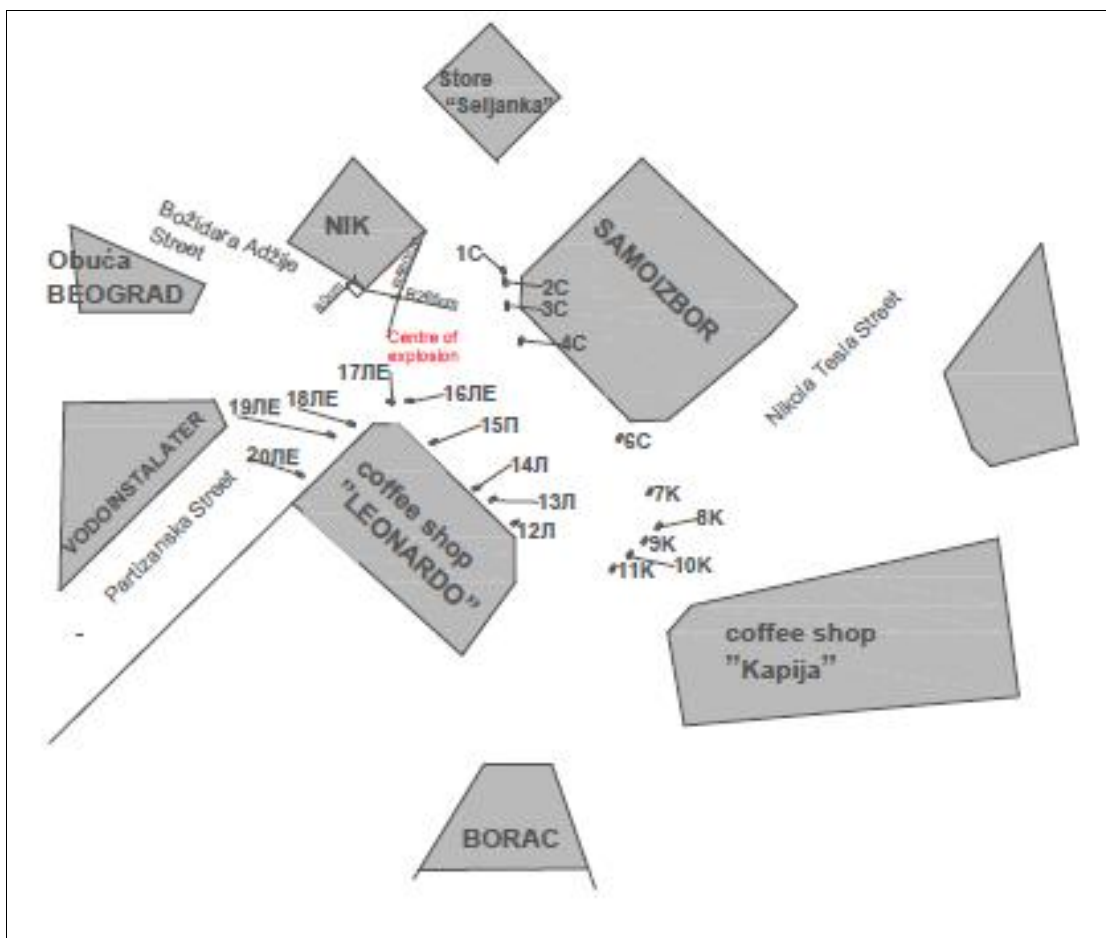 Store
"Seljanka"
NIK
Božidara Adžije
Street
Obuća
BEOGRAD
SAMOIZBOR
1C
2C
3C
4C
Nikola Tesla Street
Centre of
explosion
17ЛЕ
16ЛЕ
18ЛЕ
19ЛЕ
15П
20ЛЕ
14Л
13Л
12Л
6C
7K
8K
9K
10K
11K
VODOINSTALATER
Partizanska Street
coffee shop
"LEONARDO"
coffee shop
"Kapija"
BORAC